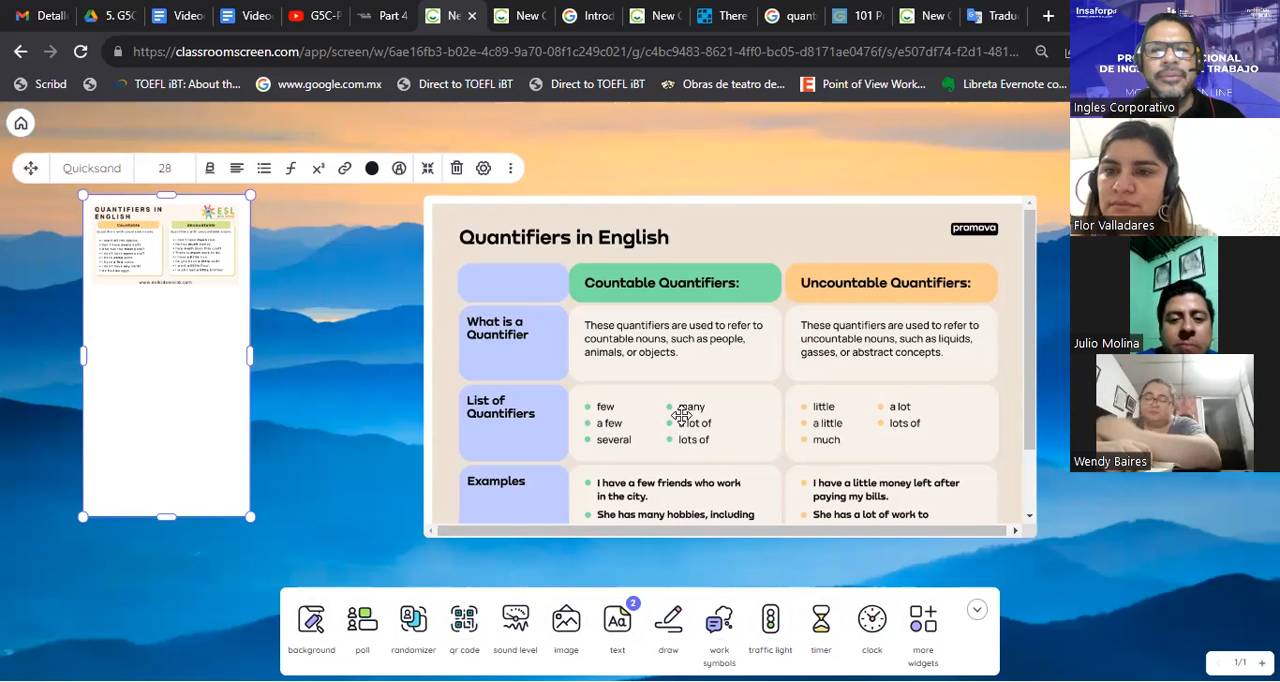 Detalle
5. G5C
Video
Video
G5C-P
Part 4
Ne
New C
Introd
New C
There
quant
101 P
New C
Tradu
https://classroomscreen.com/app/screen/w/6ae16fb3-b02e-4c89-9a70-08f1c249c021/g/c4bc9483-8621-4ff0-bc05-d8171ae0476f/s/e507df74-f2d1-481...
Scribd
TOEFL iBT: About th...
www.google.com.mx
Direct to TOEFL iBT
Direct to TOEFL iBT
Obras de teatro de...
Point of View Work...
Libreta Evernote co...
Quicksand
28
QUANTIFIERS IN
ENGLISH
ESL
Countable
Uncountable
Quantifiers in English
promova
Countable Quantifiers:
Uncountable Quantifiers:
What is a
Quantifier
These quantifiers are used to refer to
countable nouns, such as people,
animals, or objects.
These quantifiers are used to refer to
uncountable nouns, such as liquids,
gasses, or abstract concepts.
List of
Quantifiers
few
a few
several
many
lot of
lots of
little
a little
much
a lot
lots of
Examples
I have a few friends who work
in the city.
She has many hobbies, including
I have a little money left after
paying my bills.
She has a lot of work to
background
poll
randomizer
qr code
sound level
image
text
2
draw
work
symbols
traffic light
timer
clock
more
widgets
1/1
Insaforp
DE INGLÉS TRABAJO
Ingles Corporativo
Flor Valladares
Julio Molina
Wendy Baires